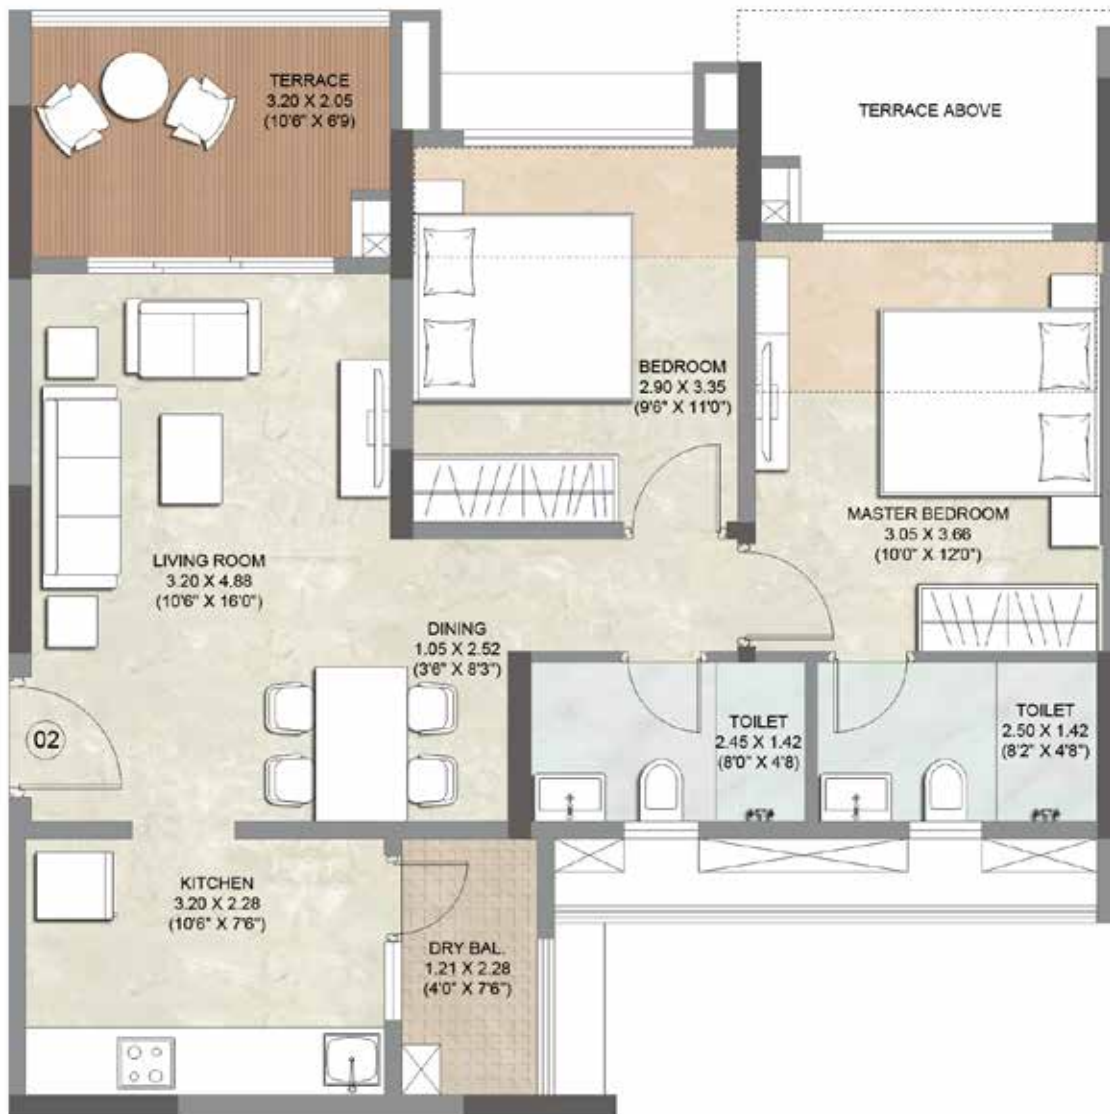 TERRACE
3.20 X 2.05
(10'6" X 6'9)
TERRACE ABOVE
BEDROOM
2.90 X 3.35
(9'6" X 11'0")
MASTER BEDROOM
3.05 X 3.66
(10'0" X 12'0")
LIVING ROOM
3.20 X 4.88
(10'6" X 16'0")
DINING
1.05 X 2.52
(3'6" X 8'3")
02
TOILET
2.45 X 1.42
(8'0" X 4'8)
TOILET
2.50 X 1.42
(8'2" X 4'8")
KITCHEN
3.20 X 2.28
(10'6" X 7'6")
DRY BAL.
1.21 X 2.28
(4'0" X 7'6")